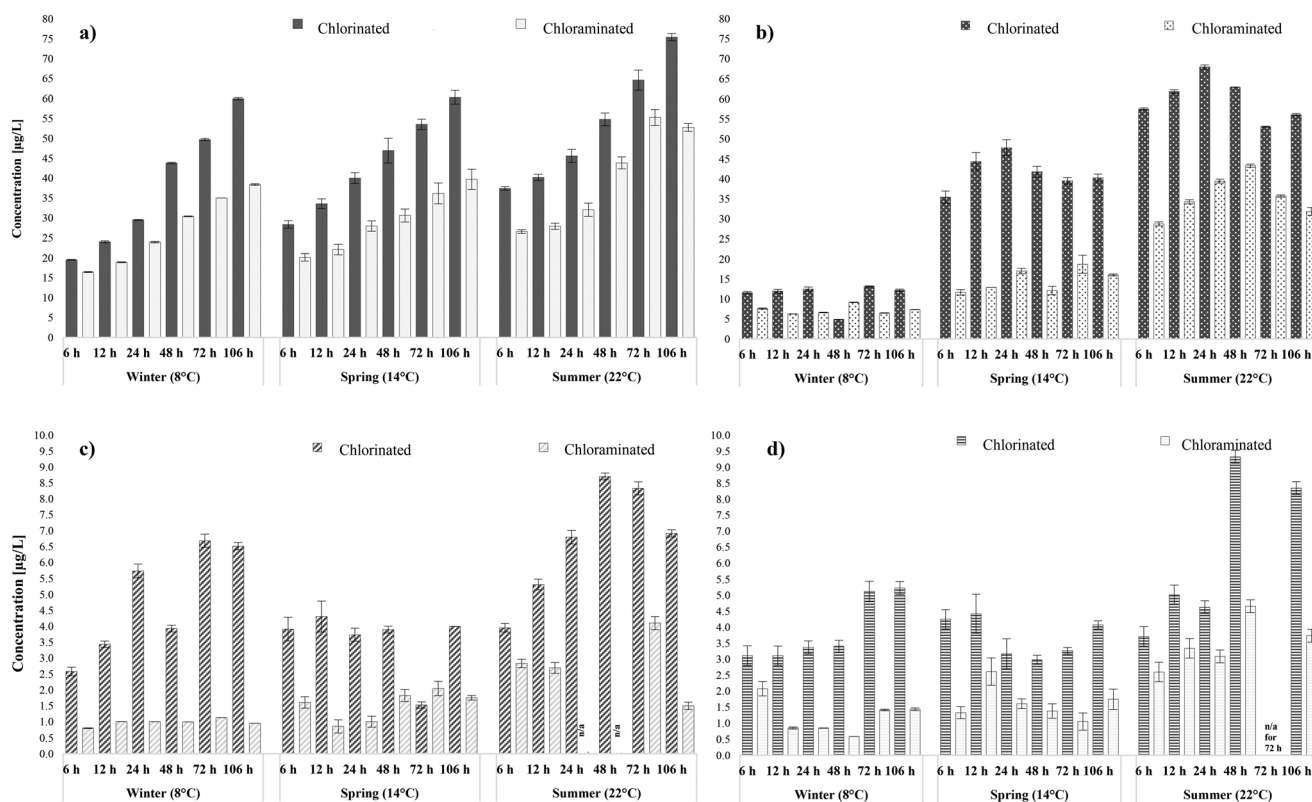 a)
Chlorinated
Chloraminated
Concentration [µg/L]
80
75
70
65
60
55
50
45
40
35
30
25
20
15
10
5
0
6 h 12 h 24 h 48 h 72 h 106 h
6 h 12 h 24 h 48 h 72 h 106 h
6 h 12 h 24 h 48 h 72 h 106 h
Winter (8°C)
Spring (14°C)
Summer (22°C)
b)
Chlorinated
Chloraminated
80
75
70
65
60
55
50
45
40
35
30
25
20
15
10
5
0
6 h 12 h 24 h 48 h 72 h 106 h
6 h 12 h 24 h 48 h 72 h 106 h
6 h 12 h 24 h 48 h 72 h 106 h
Winter (8°C)
Spring (14°C)
Summer (22°C)
c)
Chlorinated
Chloraminated
Concentration [µg/L]
10.0
9.5
9.0
8.5
8.0
7.5
7.0
6.5
6.0
5.5
5.0
4.5
4.0
3.5
3.0
2.5
2.0
1.5
1.0
0.5
0.0
n/a
n/a
6 h 12 h 24 h 48 h 72 h 106 h
6 h 12 h 24 h 48 h 72 h 106 h
6 h 12 h 24 h 48 h 72 h 106 h
Winter (8°C)
Spring (14°C)
Summer (22°C)
d)
Chlorinated
Chloraminated
10.0
9.5
9.0
8.5
8.0
7.5
7.0
6.5
6.0
5.5
5.0
4.5
4.0
3.5
3.0
2.5
2.0
1.5
1.0
0.5
0.0
n/a
for
72 h
6 h 12 h 24 h 48 h 72 h 106 h
6 h 12 h 24 h 48 h 72 h 106 h
6 h 12 h 24 h 48 h 72 h 106 h
Winter (8°C)
Spring (14°C)
Summer (22°C)